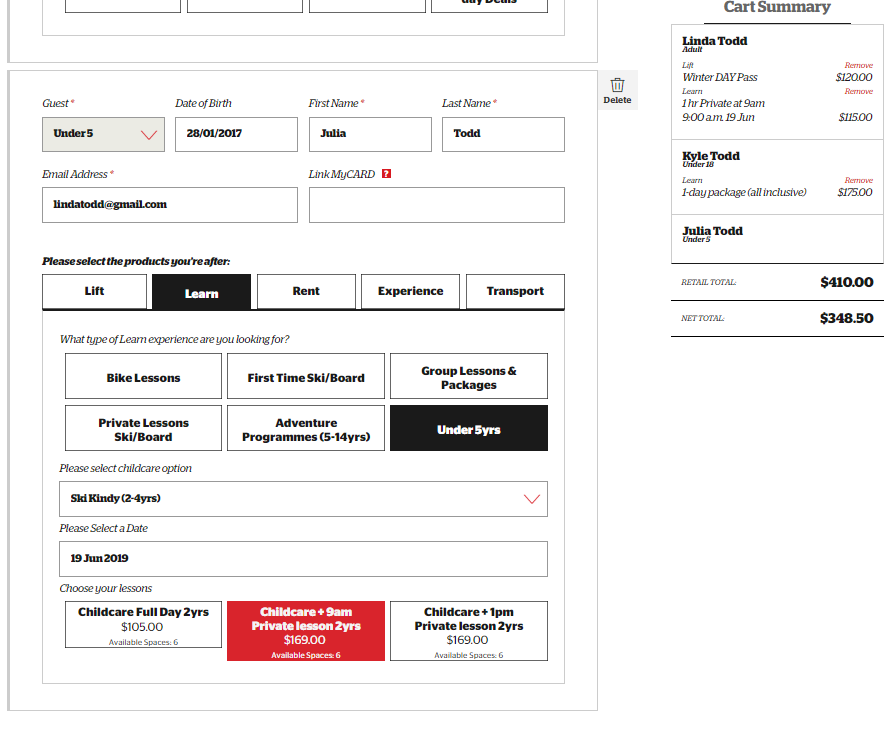 day Deals
Guest *
Date of Birth
First Name *
Last Name *
Under 5
28/01/2017
Julia
Todd
Delete
Email Address *
Link MyCARD ?
lindatodd@gmail.com
Please select the products you're after:
Lift
Learn
Rent
Experience
Transport
What type of Learn experience are you looking for?
Bike Lessons
First Time Ski/Board
Group Lessons &
Packages
Private Lessons
Ski/Board
Adventure
Programmes (5-14yrs)
Under 5yrs
Please select childcare option
Ski Kindy (2-4yrs)
Please Select a Date
19 Jun 2019
Choose your lessons
Childcare Full Day 2yrs
$105.00
Available Spaces: 6
Childcare + 9am
Private lesson 2yrs
$169.00
Available Spaces: 6
Childcare + 1pm
Private lesson 2yrs
$169.00
Available Spaces: 6
Cart Summary
Linda Todd
Adult
Lift Remove
Winter DAY Pass $120.00
Learn Remove
1 hr Private at 9am
9:00 a.m. 19 Jun $115.00
Kyle Todd
Under 18
Learn Remove
1-day package (all inclusive) $175.00
Julia Todd
Under 5
RETAIL TOTAL: $410.00
NET TOTAL: $348.50